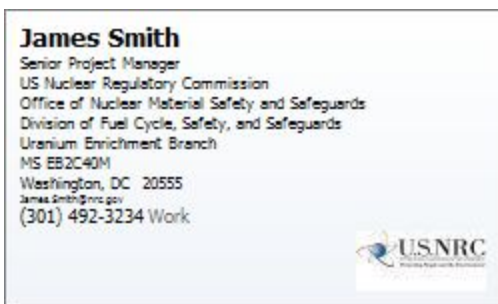 James Smith
Senior Project Manager
US Nuclear Regulatory Commission
Office of Nuclear Material Safety and Safeguards
Division of Fuel Cycle, Safety, and Safeguards
Uranium Enrichment Branch
MS EB2C40M
Washington, DC 20555
James.Smith@nrc.gov
(301) 492-3234 Work
U.S.NRC